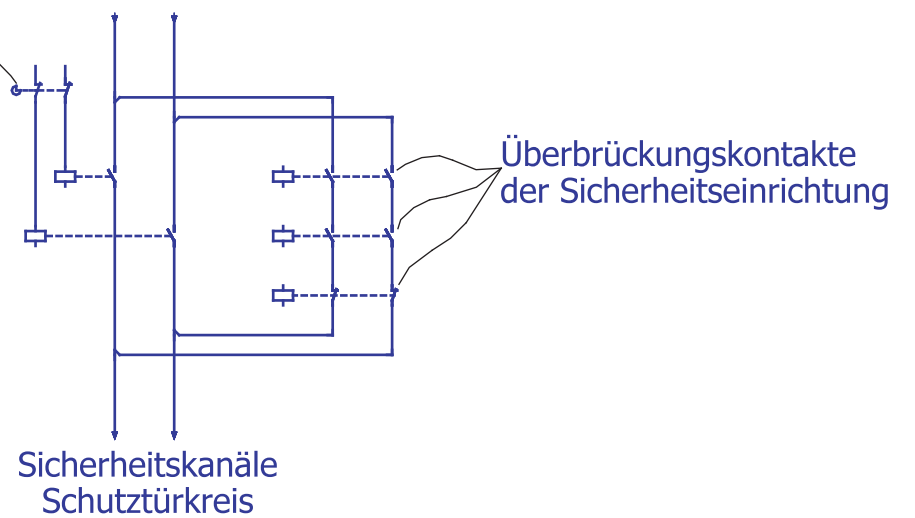 Überbrückungskontakte
der Sicherheitseinrichtung
Sicherheitskanäle
Schutztürkreis